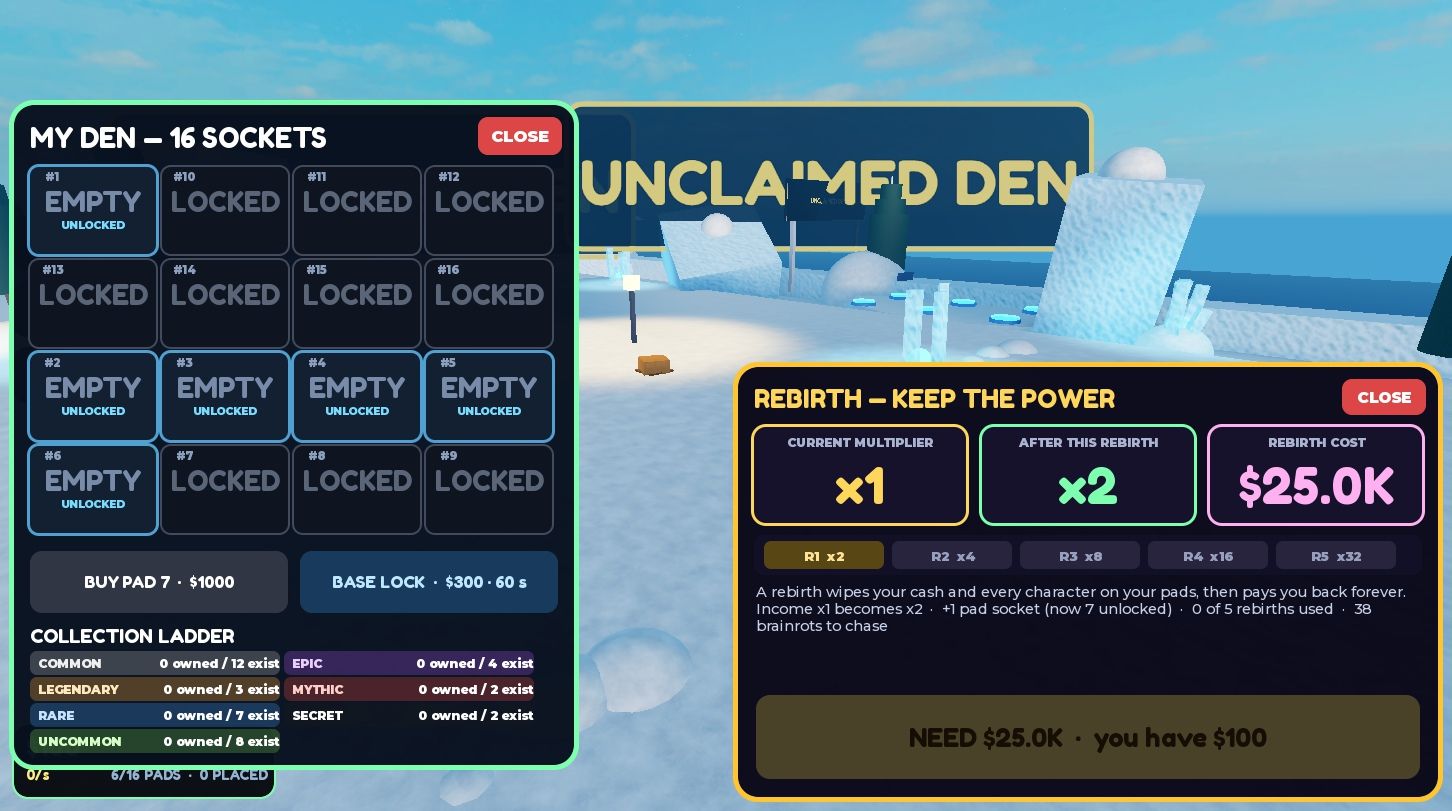 MY DEN – 16 SOCKETS
CLOSE
#1
EMPTY
UNLOCKED
#10
LOCKED
#11
LOCKED
#12
LOCKED
#13
LOCKED
#14
LOCKED
#15
LOCKED
#16
LOCKED
#2
EMPTY
UNLOCKED
#3
EMPTY
UNLOCKED
#4
EMPTY
UNLOCKED
#5
EMPTY
UNLOCKED
#6
EMPTY
UNLOCKED
#7
LOCKED
#8
LOCKED
#9
LOCKED
BUY PAD 7 · $1000
BASE LOCK · $300 · 60 s
COLLECTION LADDER
COMMON 0 owned / 12 exist
EPIC 0 owned / 4 exist
LEGENDARY 0 owned / 3 exist
MYTHIC 0 owned / 2 exist
RARE 0 owned / 7 exist
SECRET 0 owned / 2 exist
UNCOMMON 0 owned / 8 exist
0/s 6/16 PADS · 0 PLACED
UNCLAIMED DEN
REBIRTH – KEEP THE POWER
CLOSE
CURRENT MULTIPLIER
x1
AFTER THIS REBIRTH
x2
REBIRTH COST
$25.0K
R1 x2
R2 x4
R3 x8
R4 x16
R5 x32
A rebirth wipes your cash and every character on your pads, then pays you back forever.
Income x1 becomes x2 · +1 pad socket (now 7 unlocked) · 0 of 5 rebirths used · 38
brainrots to chase
NEED $25.0K · you have $100